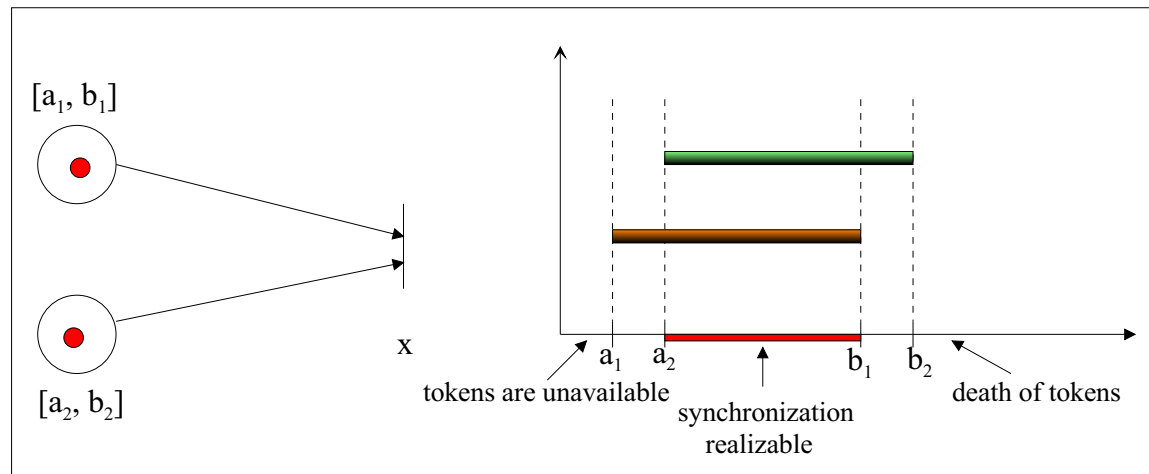 [a₁, b₁]
[a₂, b₂]
x
a₁ a₂ b₁ b₂
tokens are unavailable
synchronization
realizable
death of tokens